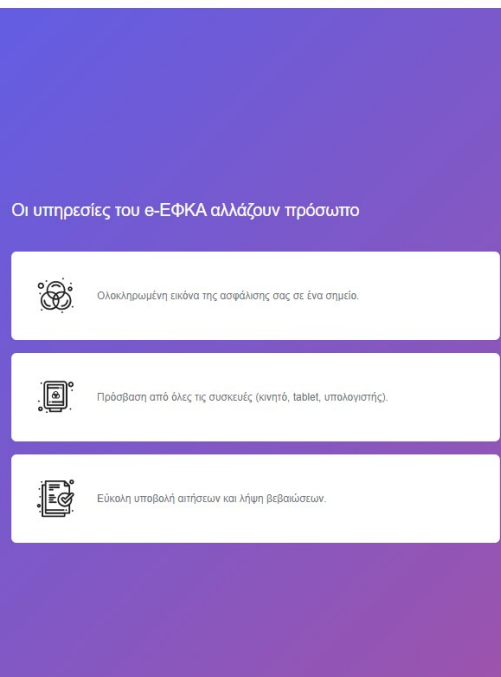 Οι υπηρεσίες του e-ΕΦΚΑ αλλάζουν πρόσωπο
Ολοκληρωμένη εικόνα της ασφάλισης σας σε ένα σημείο.
Πρόσβαση από όλες τις συσκευές (κινητό, tablet, υπολογιστής).
Εύκολη υποβολή αιτήσεων και λήψη βεβαιώσεων.